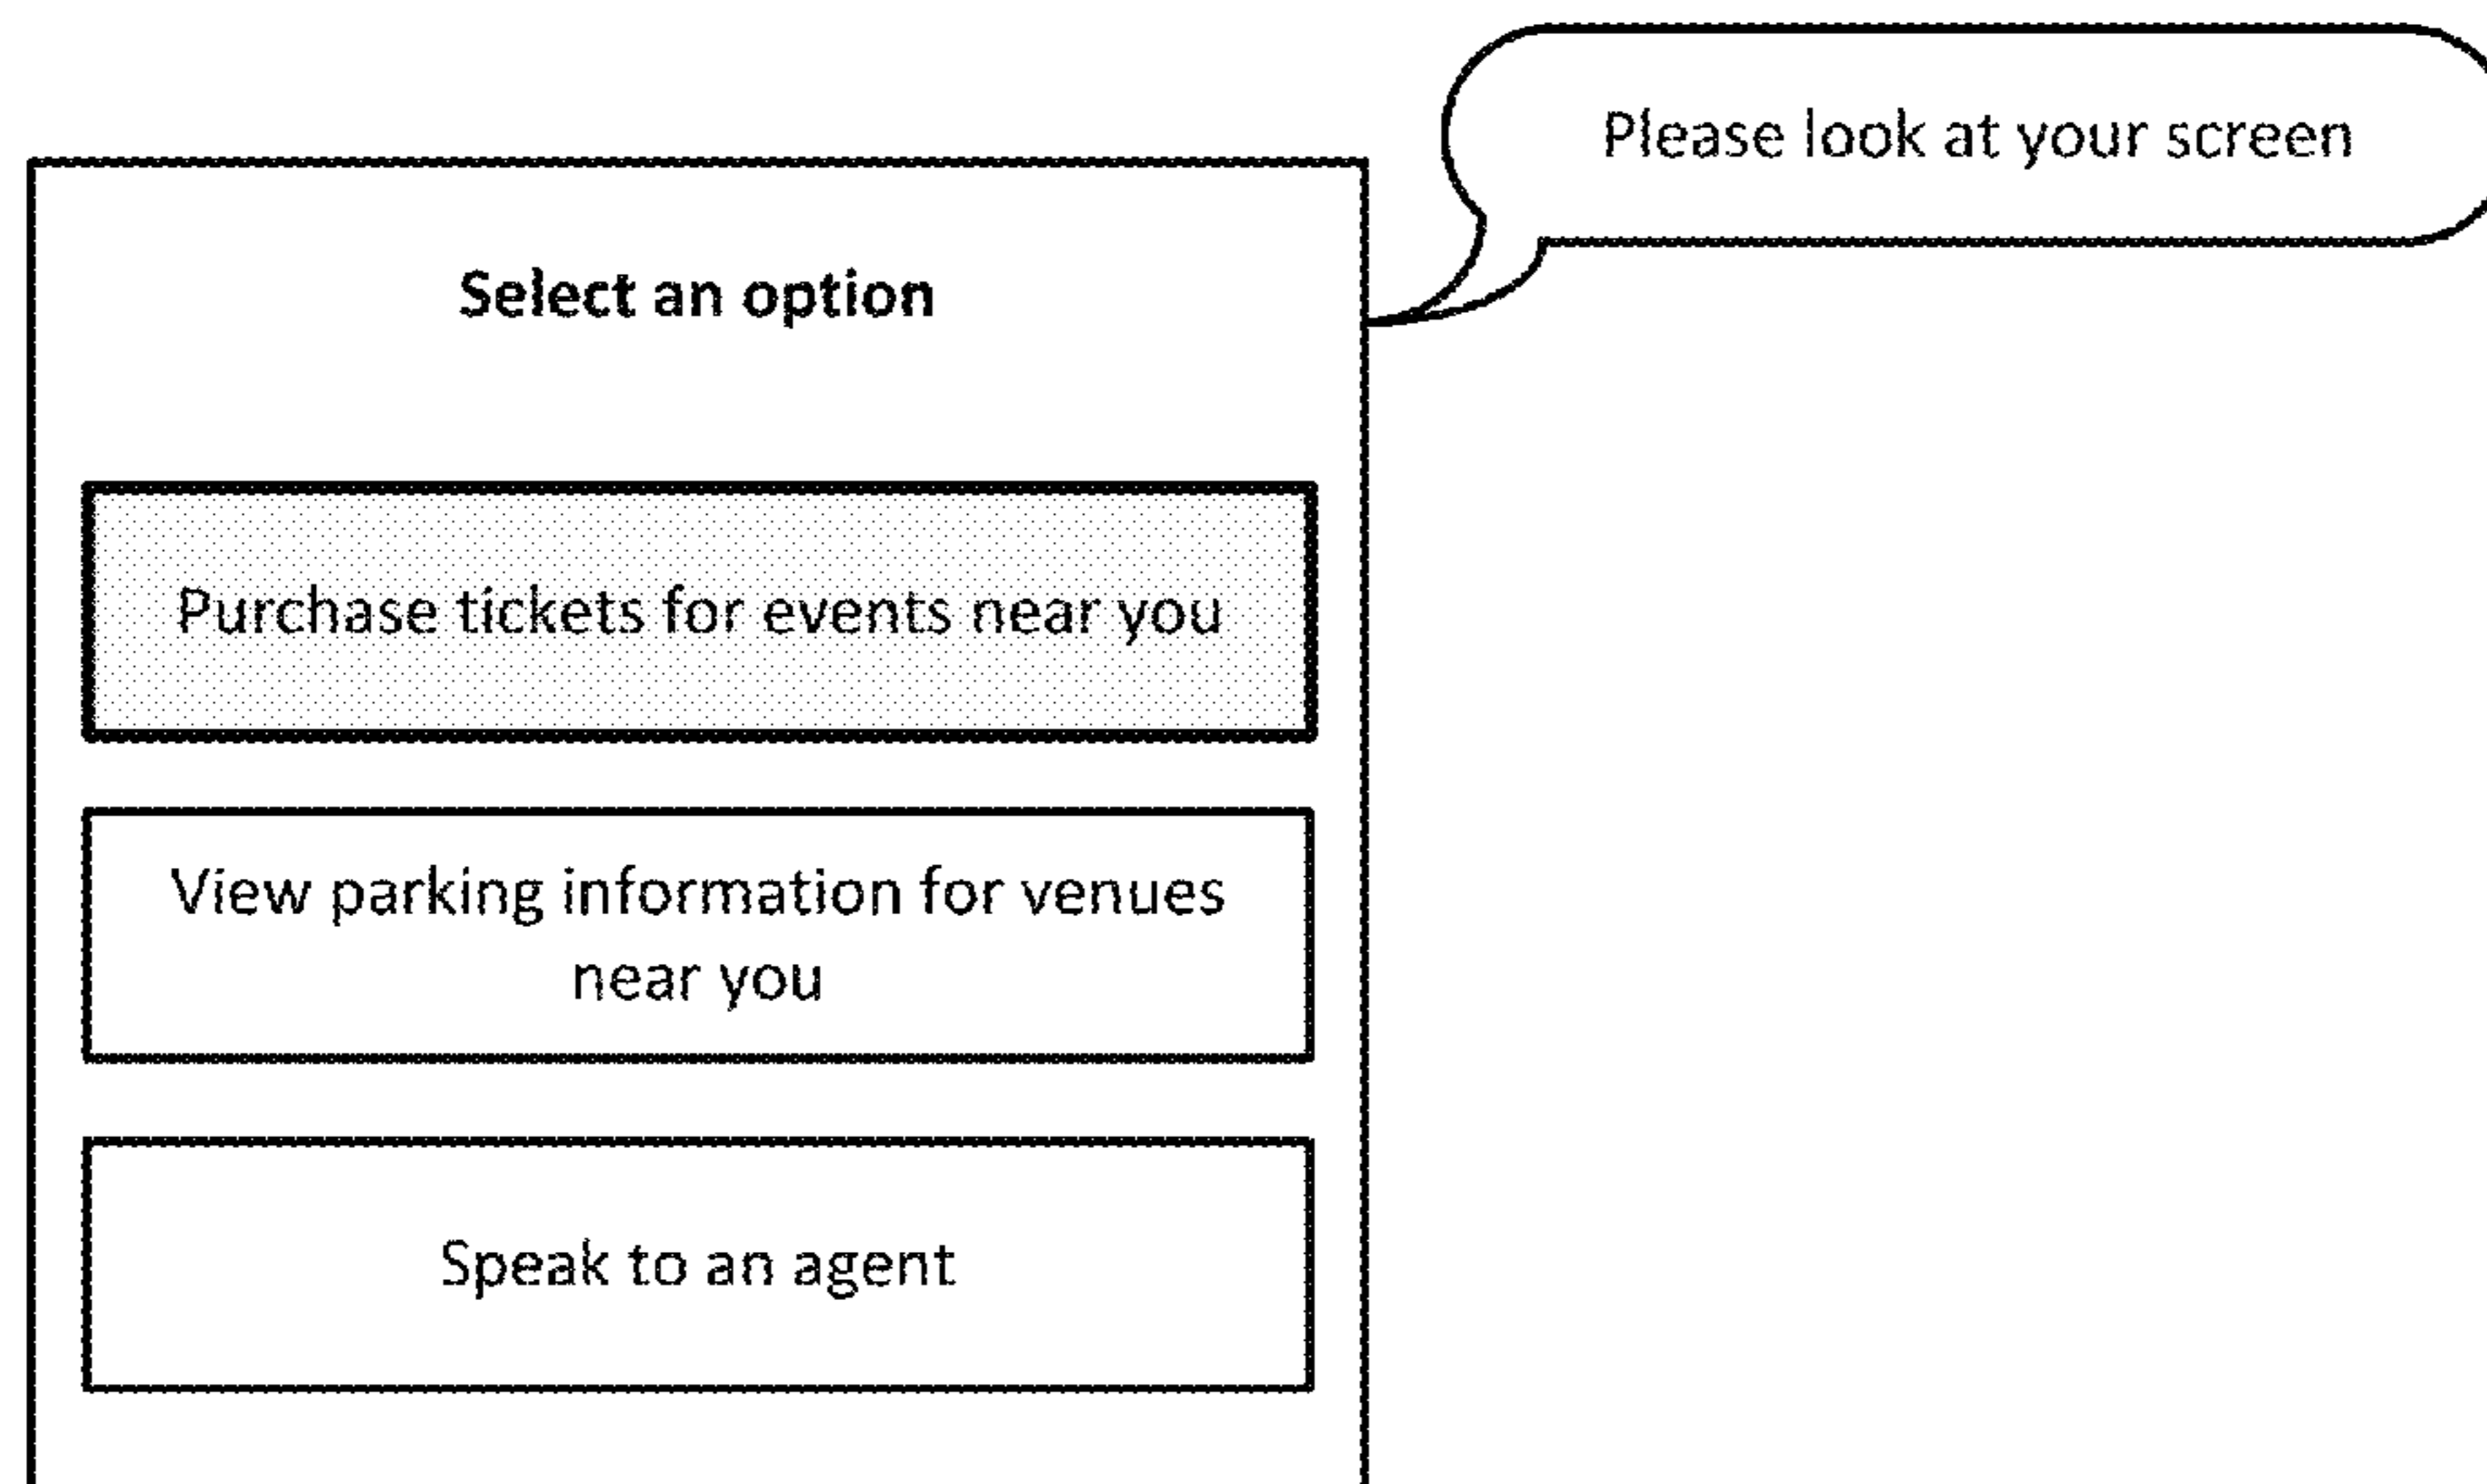 Please look at your screen
Select an option
Purchase tickets for events near you
View parking information for venues
near you
Speak to an agent